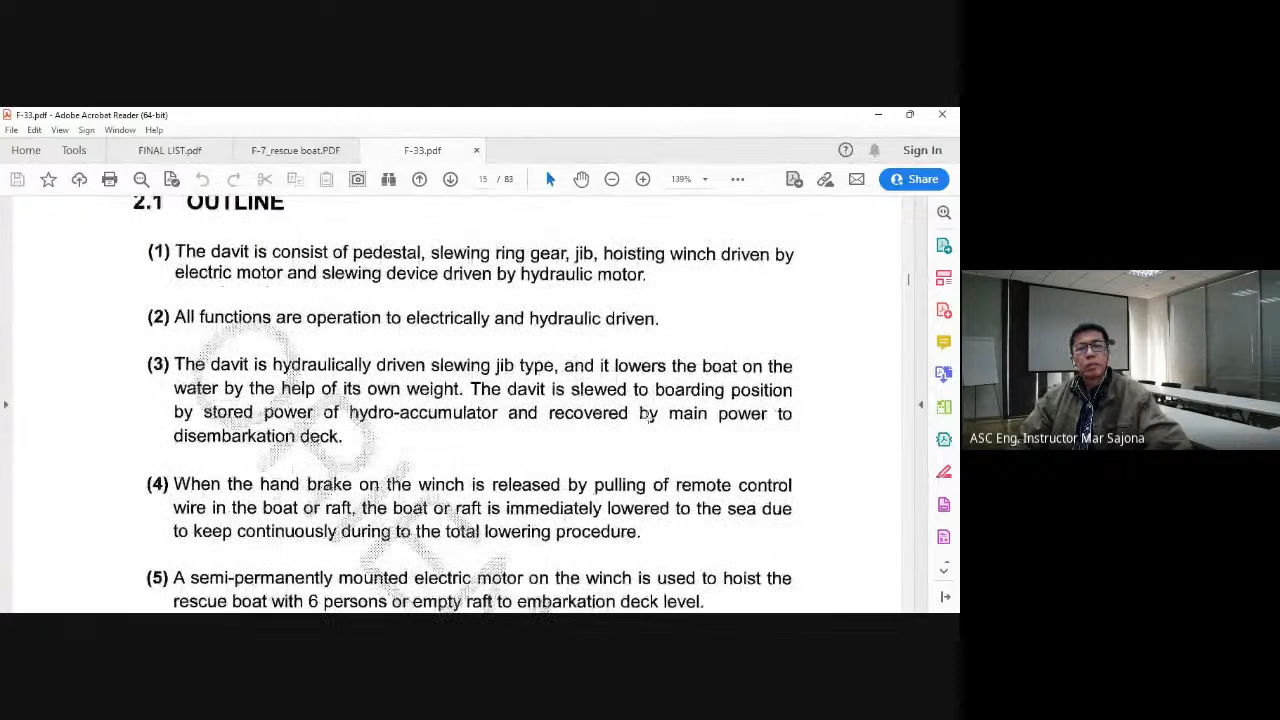 F-33.pdf - Adobe Acrobat Reader (64-bit)
File Edit View Sign Window Help
Home Tools FINAL LIST.pdf F-7_rescue boat.PDF F-33.pdf × Sign In
15 / 83 139% Share
2.1 OUTLINE
(1) The davit is consist of pedestal, slewing ring gear, jib, hoisting winch driven by
electric motor and slewing device driven by hydraulic motor.
(2) All functions are operation to electrically and hydraulic driven.
(3) The davit is hydraulically driven slewing jib type, and it lowers the boat on the
water by the help of its own weight. The davit is slewed to boarding position
by stored power of hydro-accumulator and recovered by main power to
disembarkation deck.
(4) When the hand brake on the winch is released by pulling of remote control
wire in the boat or raft, the boat or raft is immediately lowered to the sea due
to keep continuously during to the total lowering procedure.
(5) A semi-permanently mounted electric motor on the winch is used to hoist the
rescue boat with 6 persons or empty raft to embarkation deck level.
ASC Eng. Instructor Mar Sajona